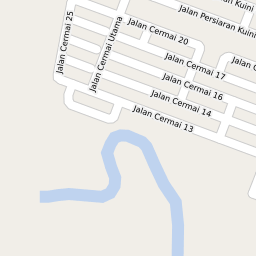 Jalan Persiaran Kuini
Kuini
Jalan Cermai 25
Jalan Cermai Utama
Jalan Cermai 20
Jalan Cermai 17
Jalan C
Jalan Cermai 16
Jalan Cermai 14
Jalan Cermai 13